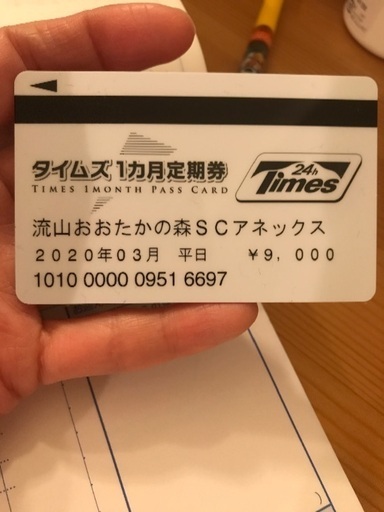 タイムズ 1カ月定期券
TIMES 1MONTH PASS CARD
24h
Times
流山おおたかの森SCアネックス
2020年03月 平日 ¥9,000
1010 0000 0951 6697